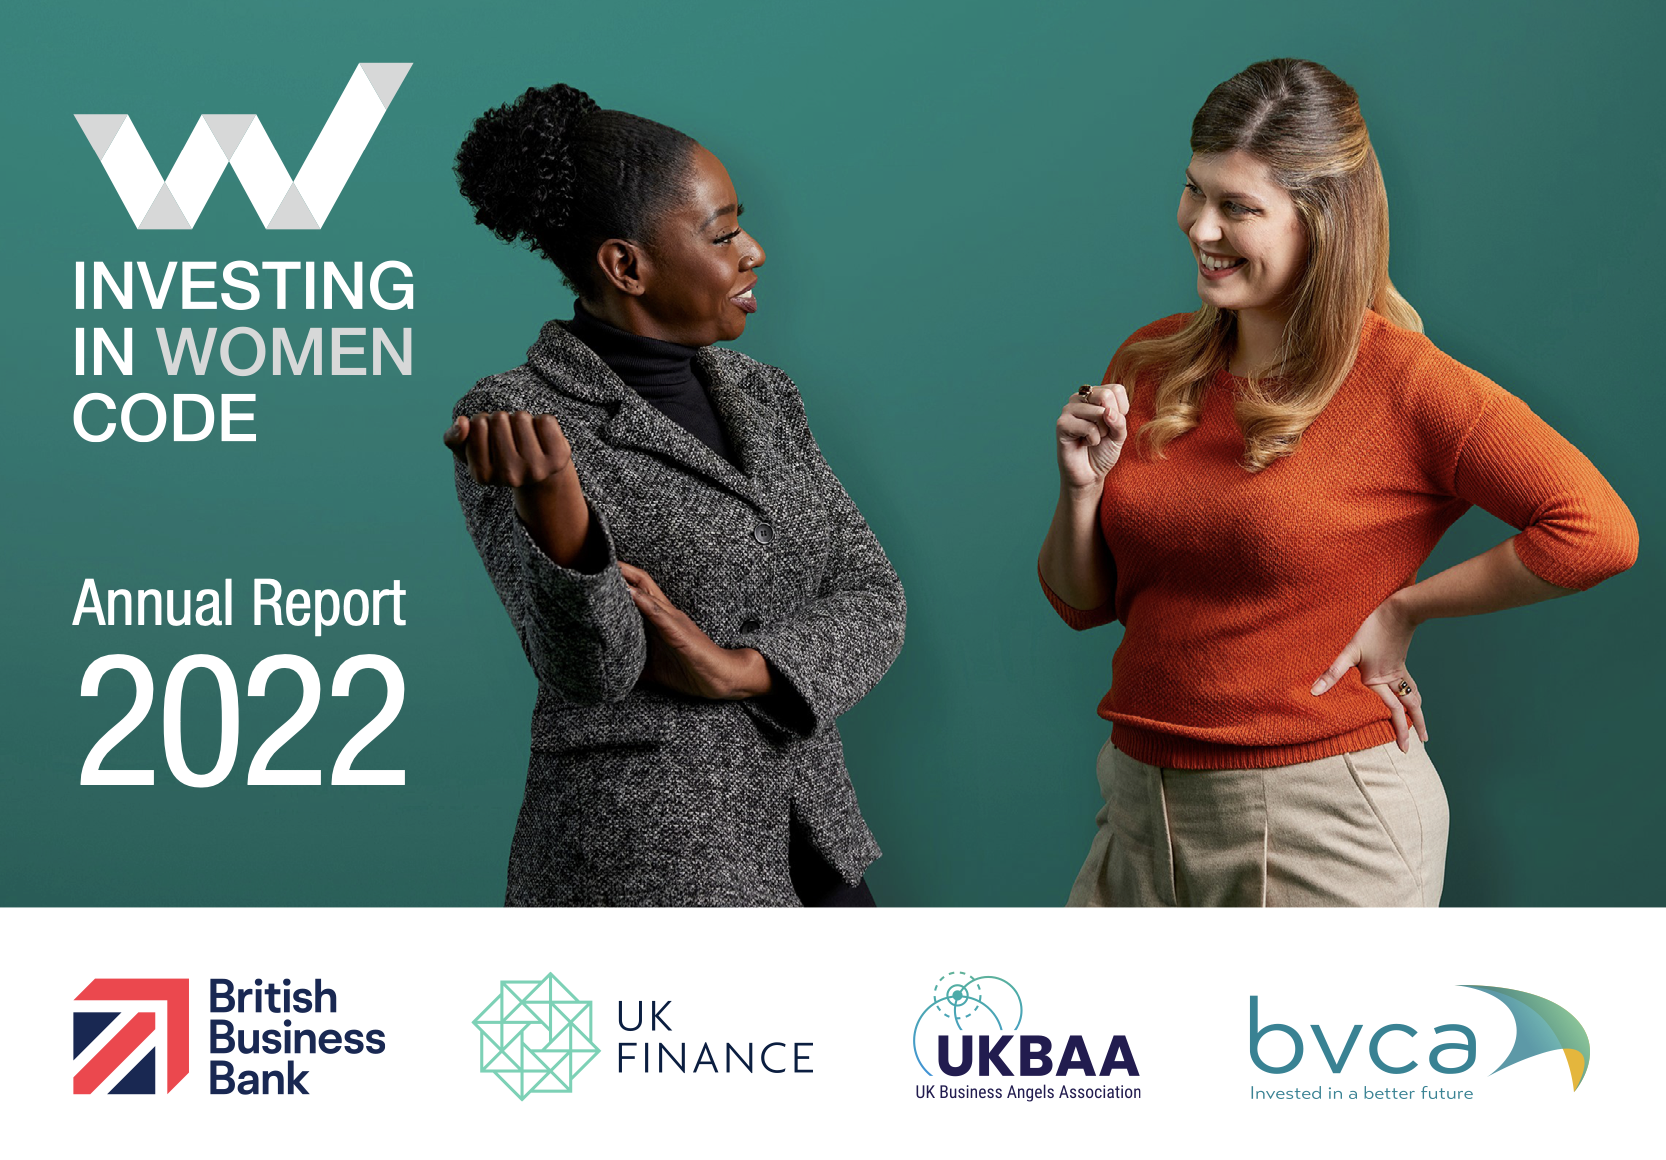 INVESTING
IN WOMEN
CODE
Annual Report
2022
British
Business
Bank
UK
FINANCE
UKBAA
UK Business Angels Association
bvca
Invested in a better future